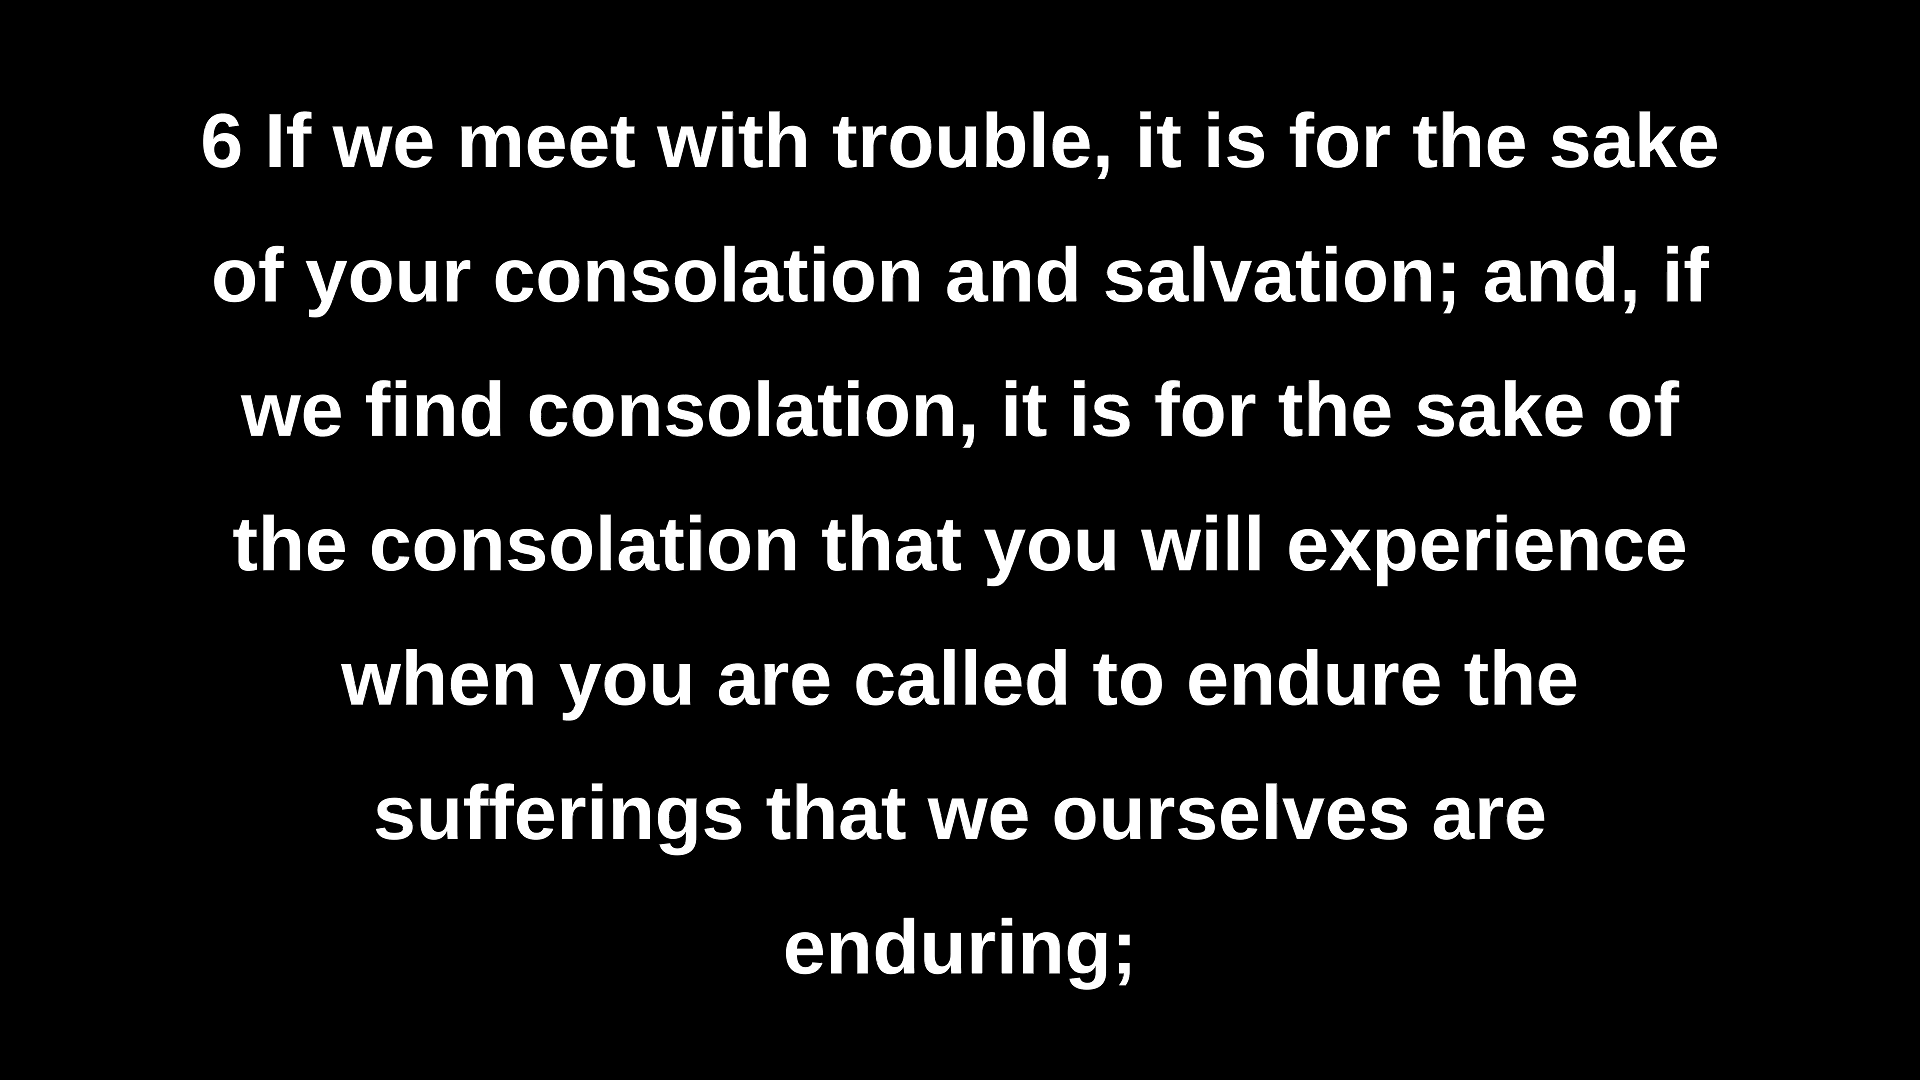 6 If we meet with trouble, it is for the sake
of your consolation and salvation; and, if
we find consolation, it is for the sake of
the consolation that you will experience
when you are called to endure the
sufferings that we ourselves are
enduring;